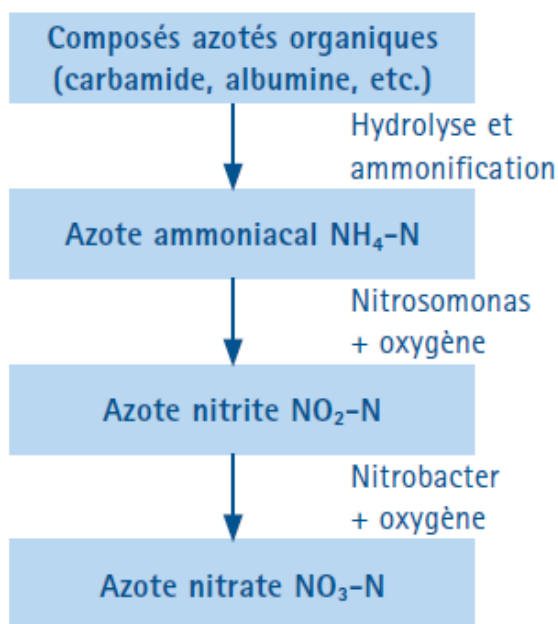 Composés azotés organiques
(carbamide, albumine, etc.)
Hydrolyse et
ammonification
Azote ammoniacal NH₄-N
Nitrosomonas
+ oxygène
Azote nitrite NO₂-N
Nitrobacter
+ oxygène
Azote nitrate NO₃-N